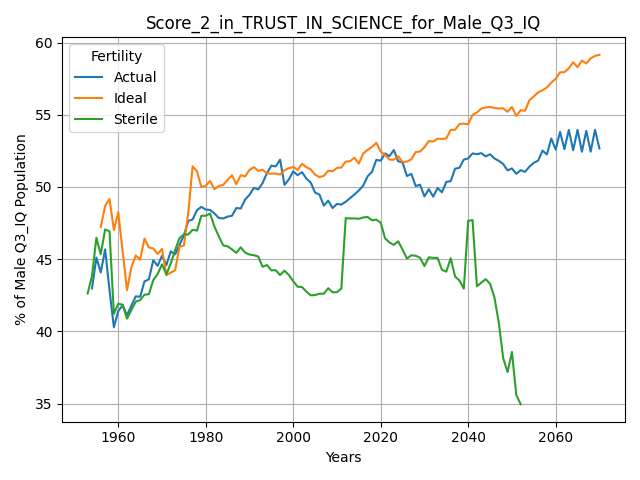 Score_2_in_TRUST_IN_SCIENCE_for_Male_Q3_IQ
Fertility
Actual
Ideal
Sterile
% of Male Q3_IQ Population
60
55
50
45
40
35
1960
1980
2000
2020
2040
2060
Years